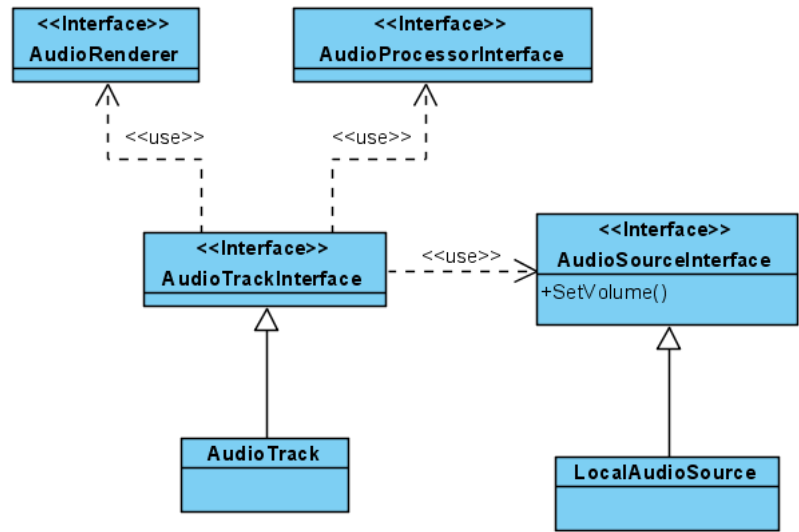 <<Interface>>
AudioRenderer
<<Interface>>
AudioProcessorInterface
<<use>>
<<use>>
<<Interface>>
AudioTrackInterface
<<use>>
<<Interface>>
AudioSourceInterface
+SetVolume()
AudioTrack
LocalAudioSource